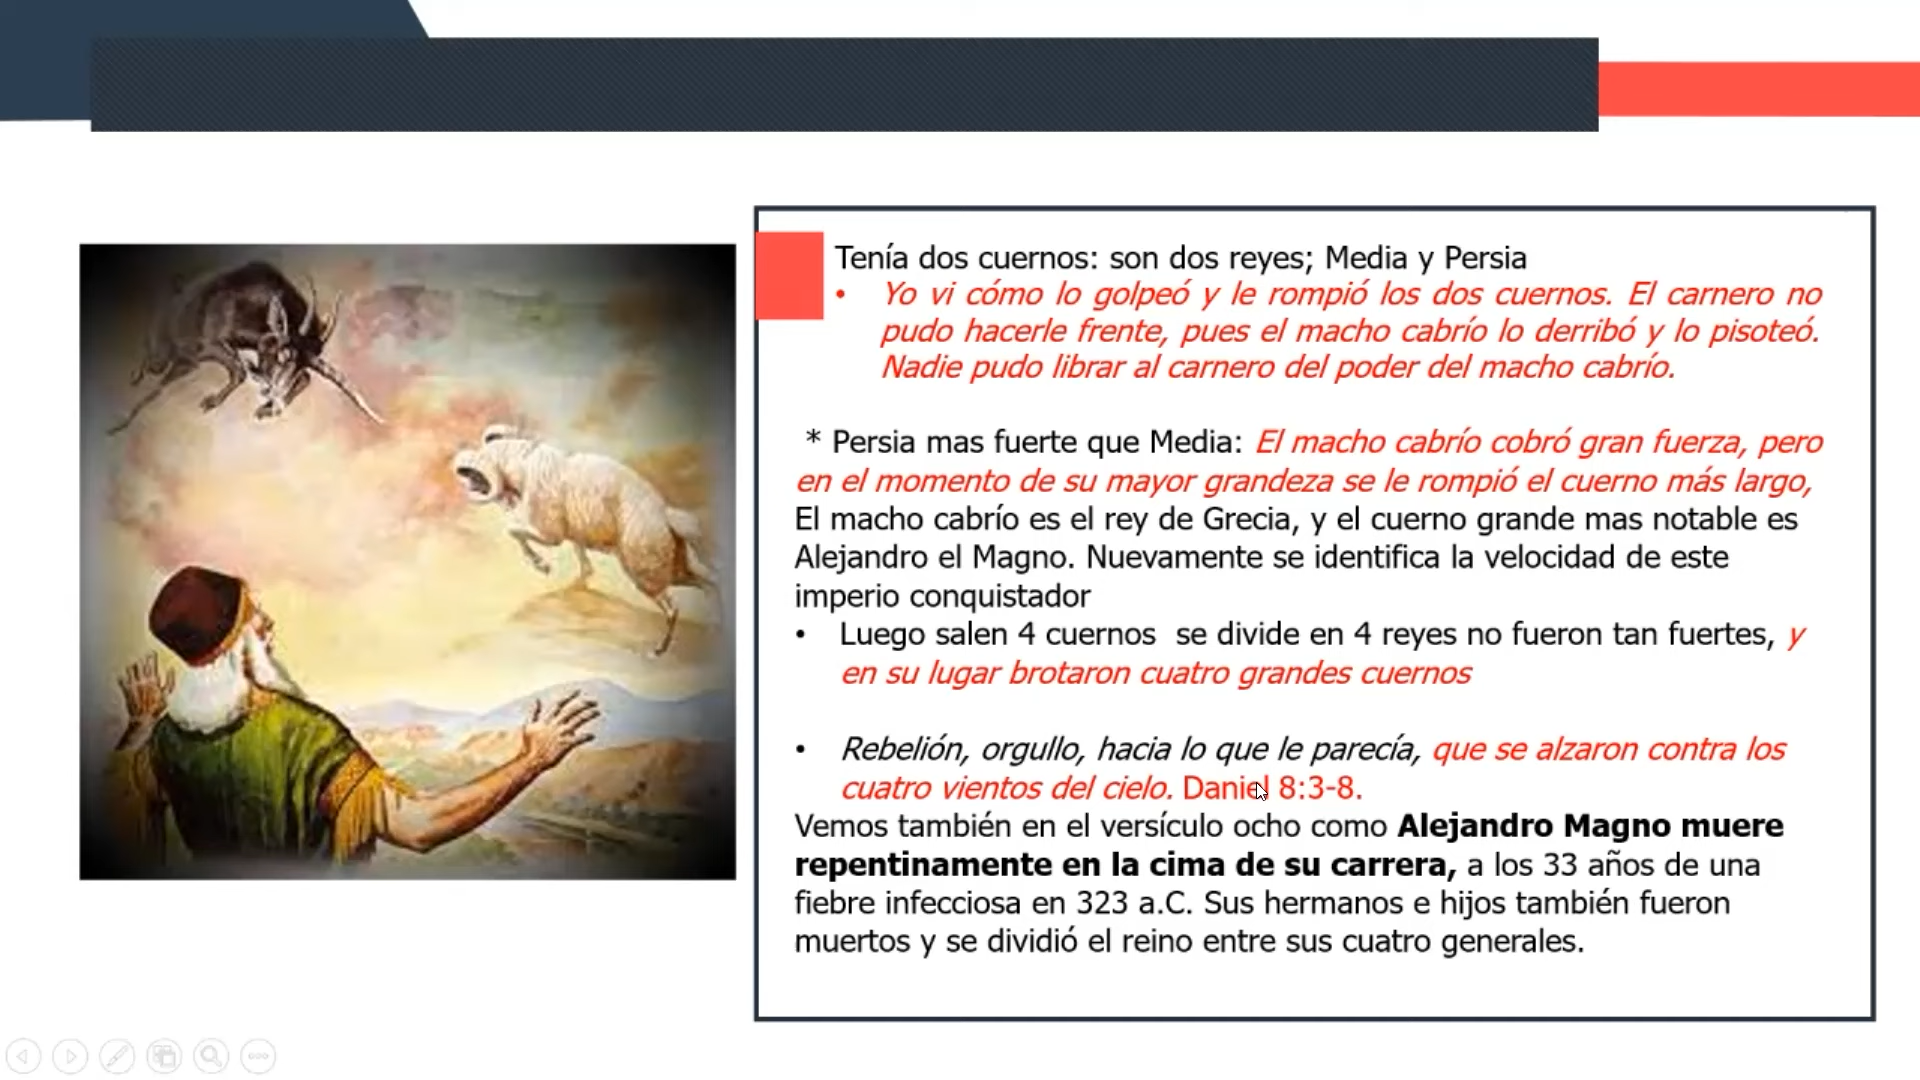 Tenía dos cuernos: son dos reyes; Media y Persia
• Yo vi cómo lo golpeó y le rompió los dos cuernos. El carnero no
pudo hacerle frente, pues el macho cabrío lo derribó y lo pisoteó.
Nadie pudo librar al carnero del poder del macho cabrío.
* Persia mas fuerte que Media: El macho cabrío cobró gran fuerza, pero
en el momento de su mayor grandeza se le rompió el cuerno más largo,
El macho cabrío es el rey de Grecia, y el cuerno grande mas notable es
Alejandro el Magno. Nuevamente se identifica la velocidad de este
imperio conquistador
• Luego salen 4 cuernos se divide en 4 reyes no fueron tan fuertes, y
en su lugar brotaron cuatro grandes cuernos
• Rebelión, orgullo, hacia lo que le parecía, que se alzaron contra los
cuatro vientos del cielo. Daniel 8:3-8.
Vemos también en el versículo ocho como Alejandro Magno muere
repentinamente en la cima de su carrera, a los 33 años de una
fiebre infecciosa en 323 a.C. Sus hermanos e hijos también fueron
muertos y se dividió el reino entre sus cuatro generales.